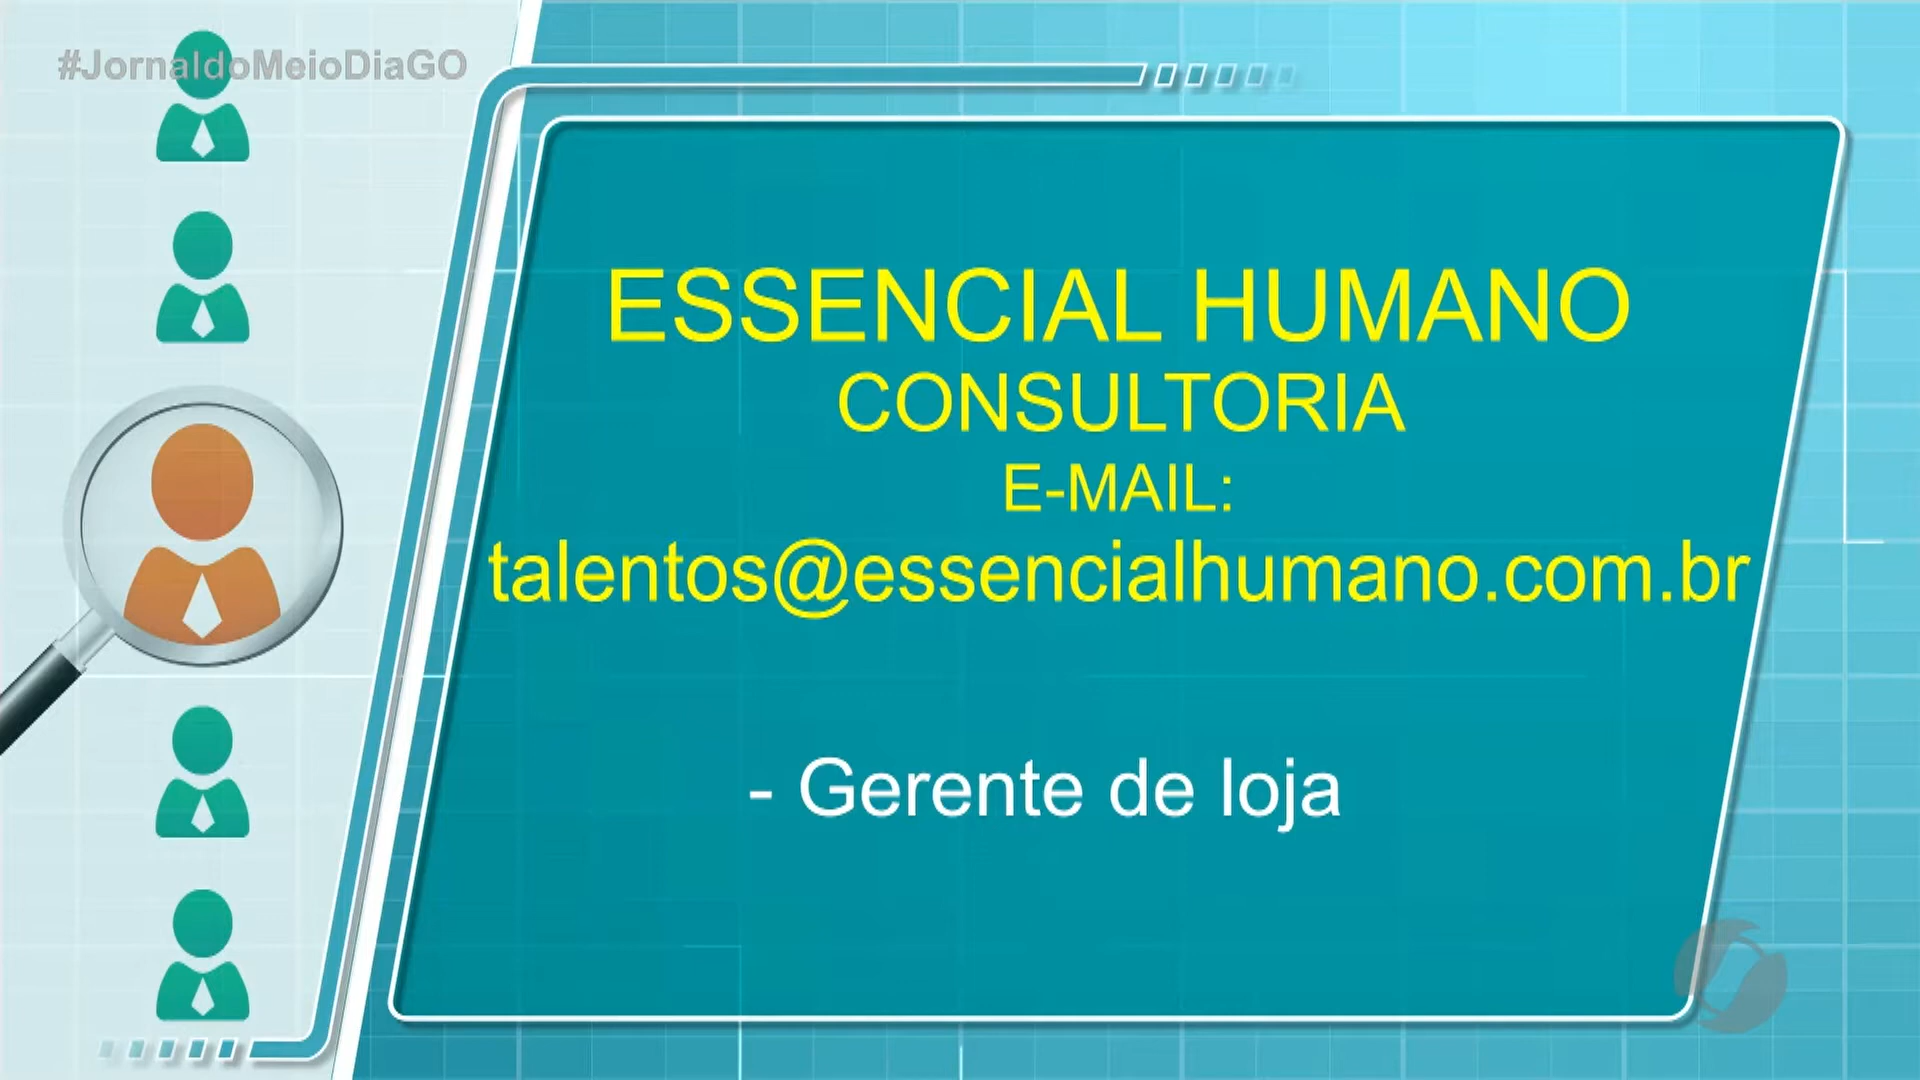 #JornaldoMeioDiaGO
ESSENCIAL HUMANO
CONSULTORIA
E-MAIL:
talentos@essencialhumano.com.br
- Gerente de loja